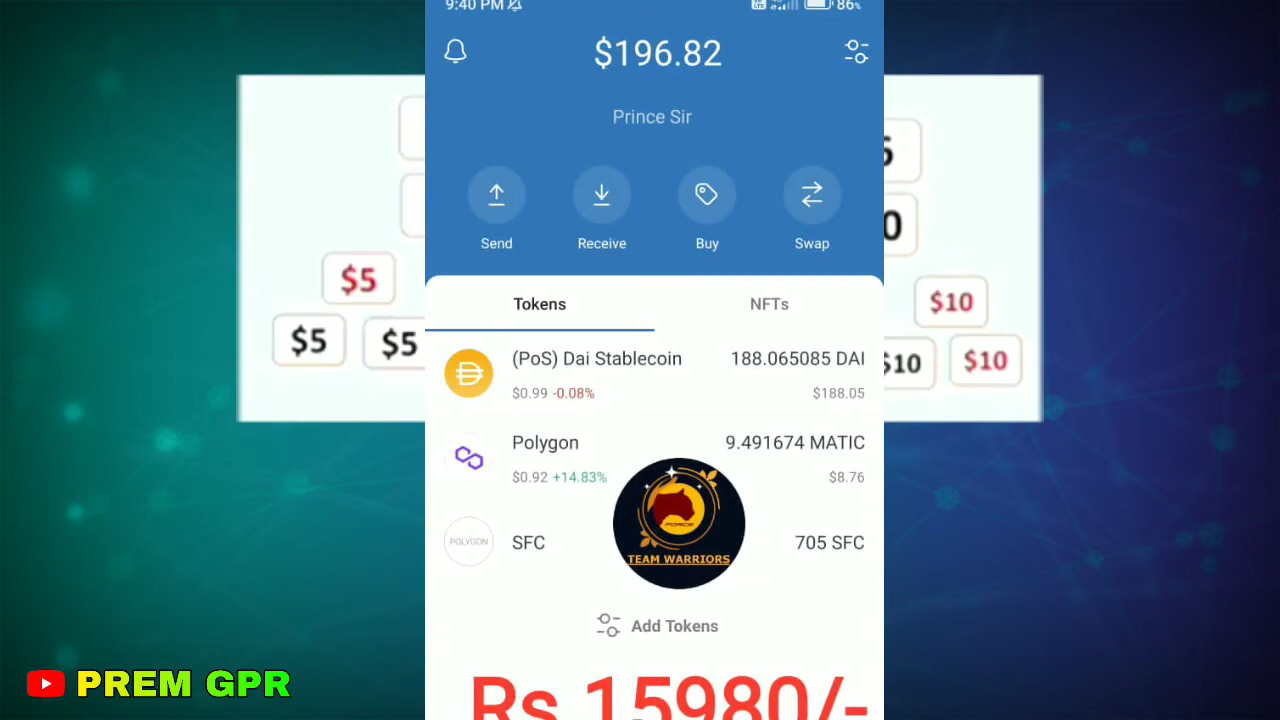 9:40 PM
86%
$196.82
Prince Sir
Send
Receive
Buy
Swap
Tokens
NFTs
(PoS) Dai Stablecoin
188.065085 DAI
$0.99 -0.08%
$188.05
Polygon
9.491674 MATIC
$0.92 +14.83%
$8.76
POLYGON
SFC
705 SFC
FORCE
TEAM WARRIORS
Add Tokens
Rs 15980/-
$5
$5
$5
$10
$10
$10
PREM GPR